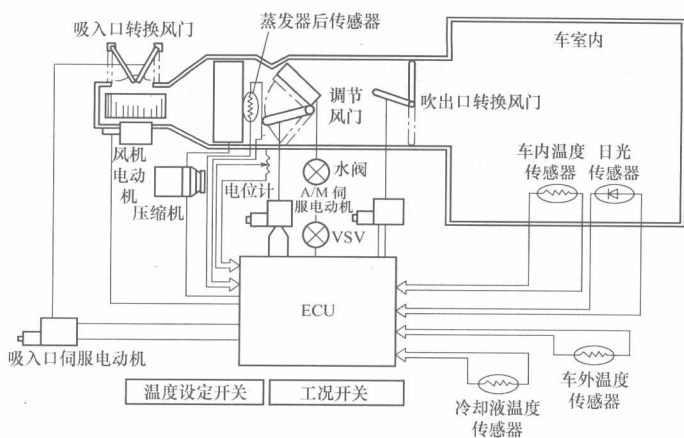 吸入口转换风门
蒸发器后传感器
车室内
调节
风门
吹出口转换风门
风机
电动
机
压缩机
电位计
水阀
A/M伺
服电动机
VSV
车内温度
传感器
日光
传感器
ECU
吸入口伺服电动机
温度设定开关
工况开关
冷却液温度
传感器
车外温度
传感器